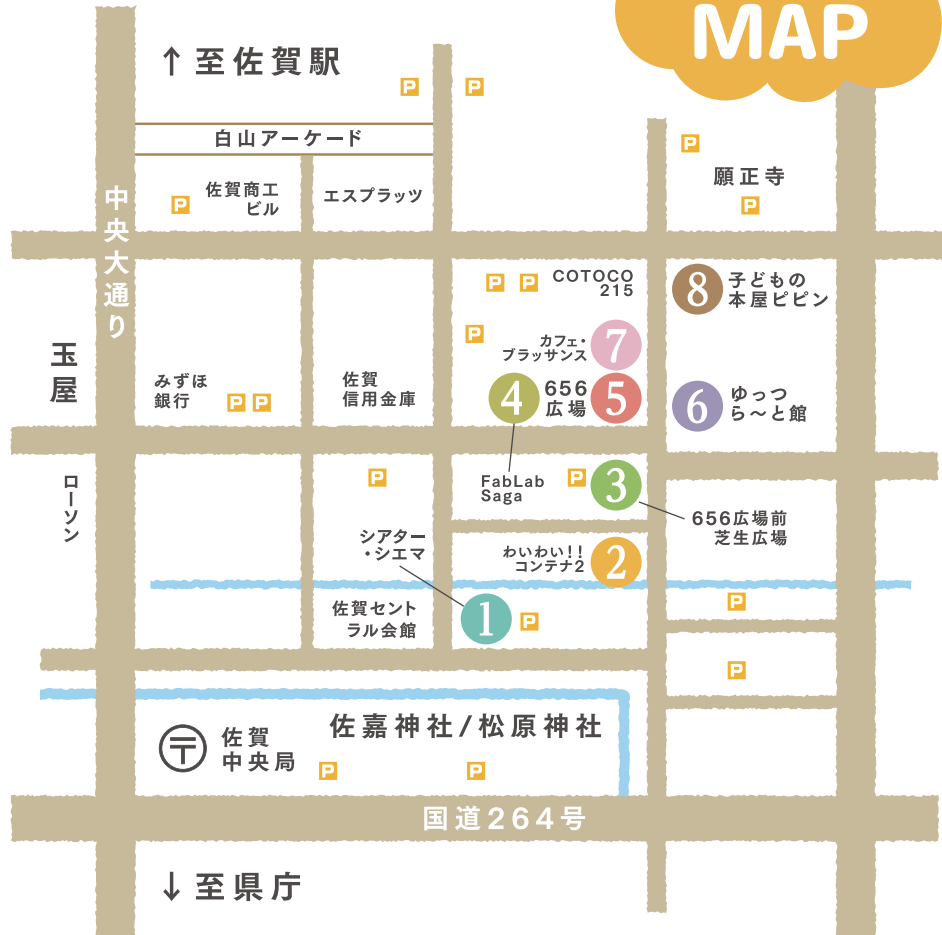 MAP
↑至佐賀駅
P
P
白山アーケード
P
願正寺
P
P
佐賀商工
ビル
エスプラッツ
中央大通り
COTOCO
215
P
P
8
子どもの
本屋ピピン
P
カフェ・
ブラッサンス
7
玉屋
みずほ
銀行
P
P
佐賀
信用金庫
4
656
広場
5
6
ゆっつ
ら〜と館
ローソン
P
FabLab
Saga
P
3
656広場前
芝生広場
シアター
・シエマ
わいわい!!
コンテナ2
2
佐賀セント
ラル会館
1
P
P
P
〒
佐賀
中央局
佐嘉神社/松原神社
P
P
国道264号
↓至県庁